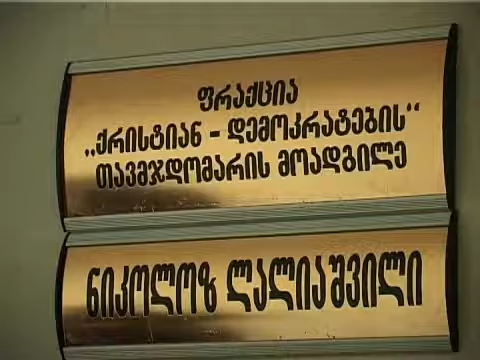 ფრაქცია
„ქრისტიან - დემოკრატების“
თავმჯდომარის მოადგილე
ნიკოლოზ ლალიაშვილი